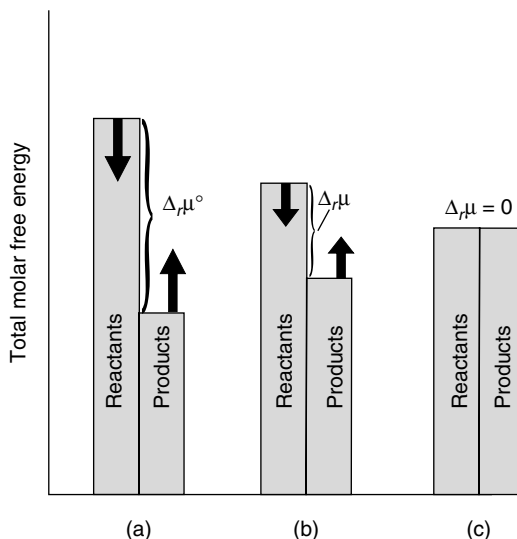 Total molar free energy
Δᵣμ°
Δᵣμ
Δᵣμ = 0
Reactants
Products
Reactants
Products
Reactants
Products
(a)
(b)
(c)